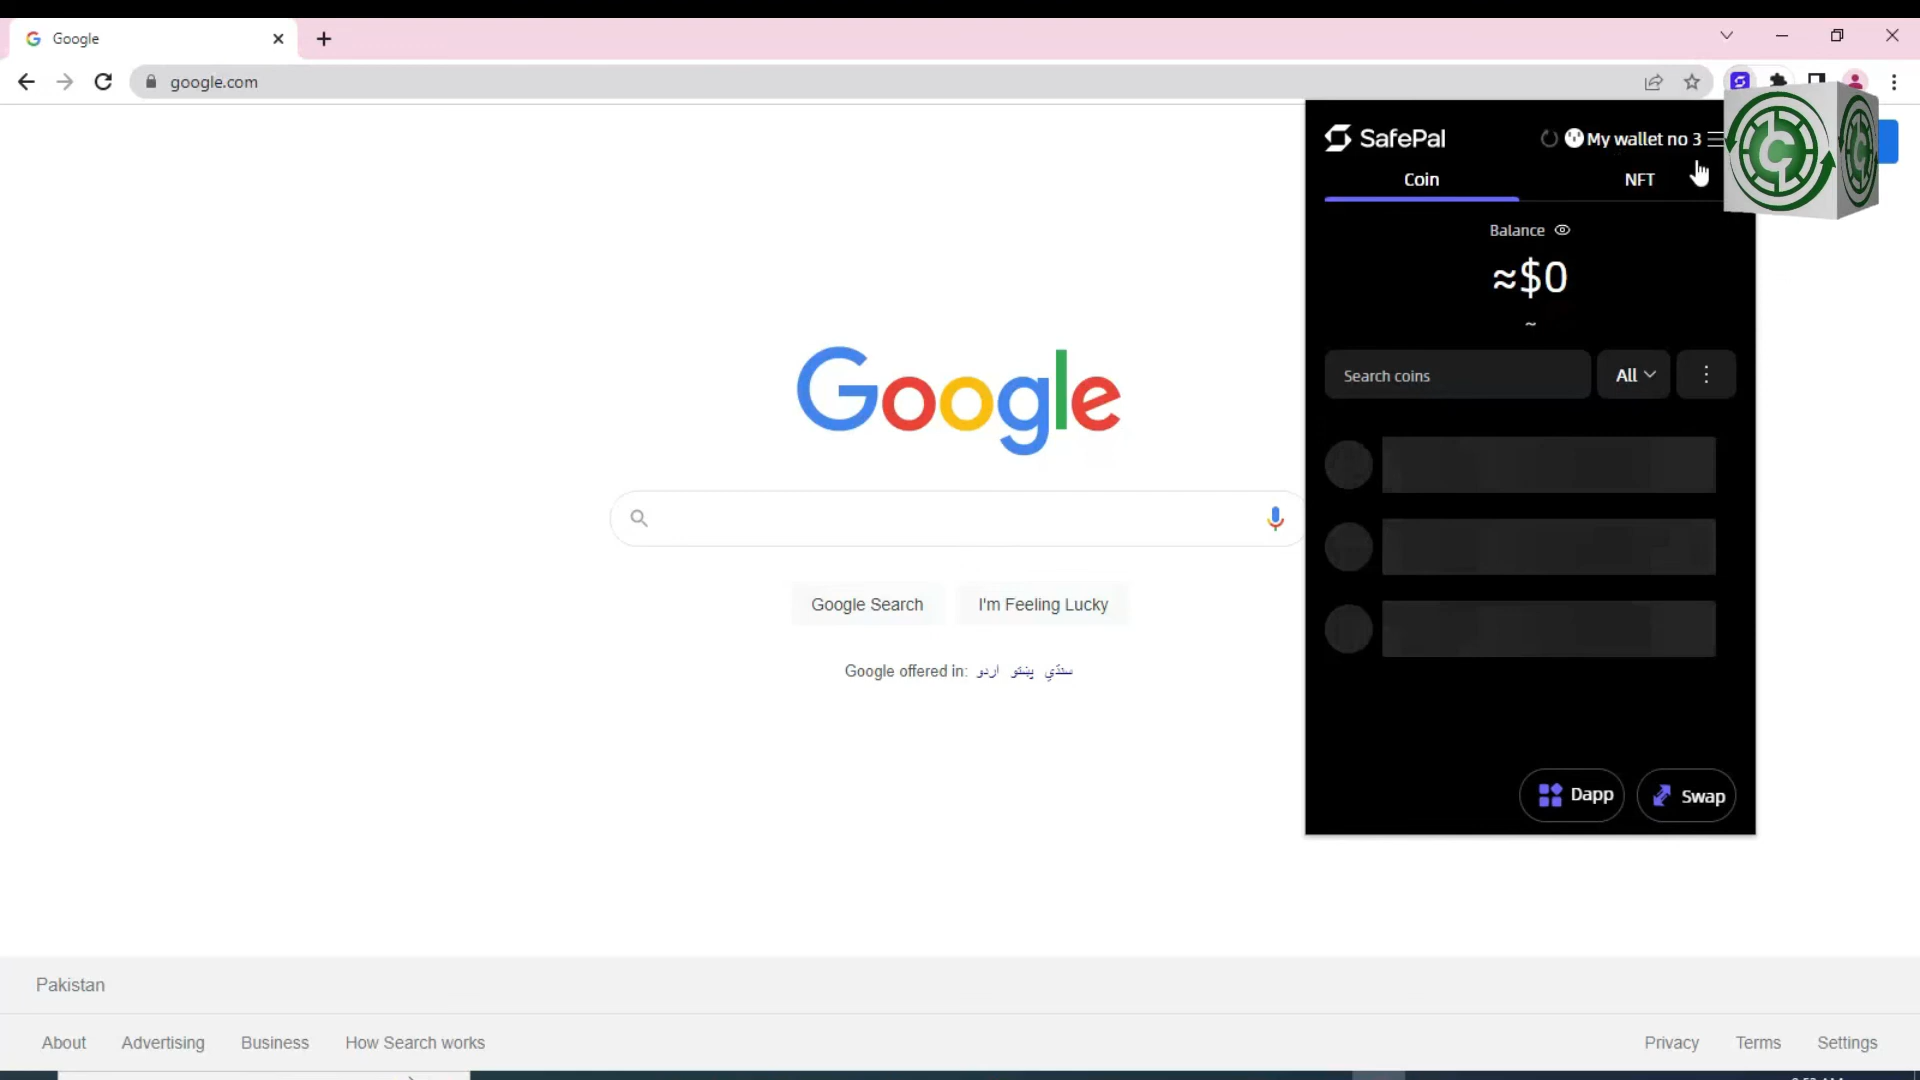 Google
google.com
SafePal
My wallet no 3
Coin
NFT
Balance
≈$0
~
Search coins
All
Google
Google Search
I'm Feeling Lucky
Google offered in: اردو پښتو سنڌي
Dapp
Swap
Pakistan
About
Advertising
Business
How Search works
Privacy
Terms
Settings